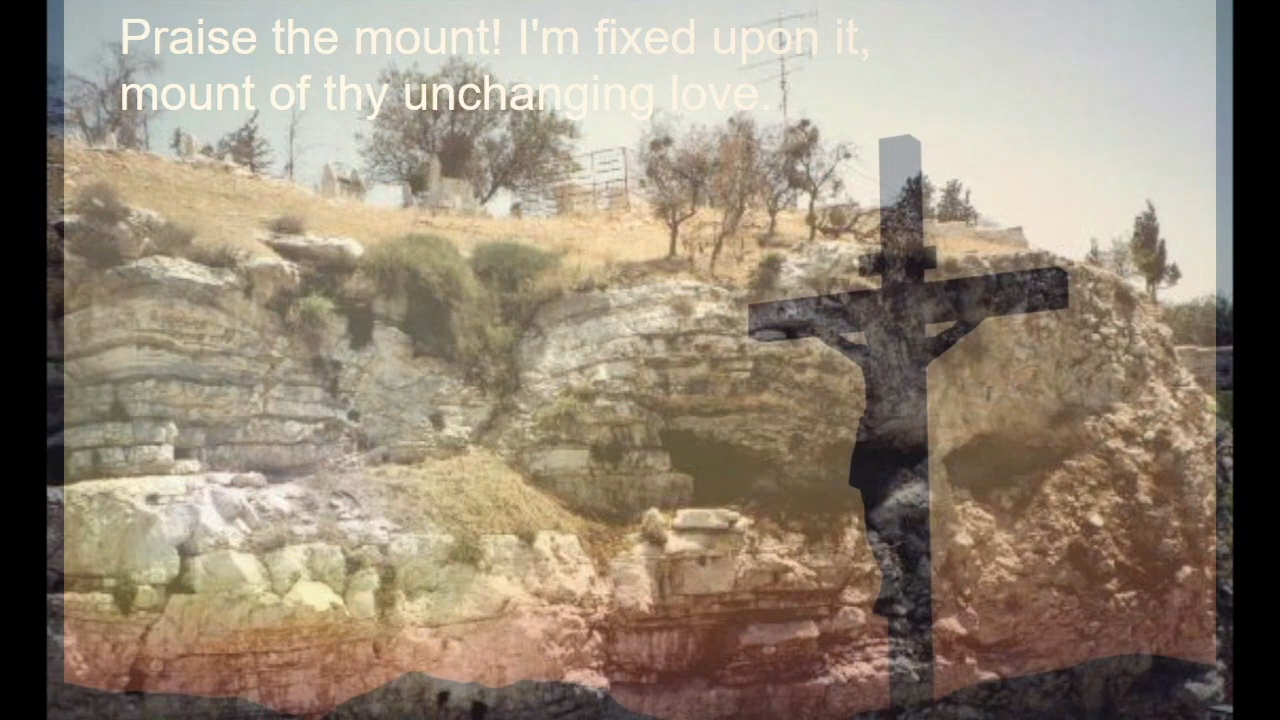 Praise the mount! I'm fixed upon it,
mount of thy unchanging love.